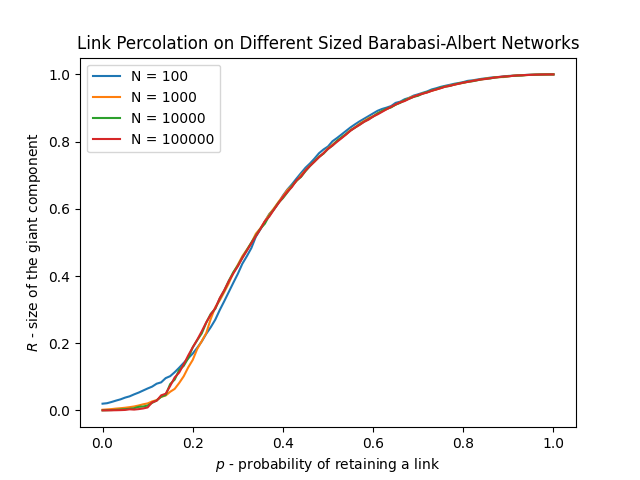 Link Percolation on Different Sized Barabasi-Albert Networks
N = 100
N = 1000
N = 10000
N = 100000
R - size of the giant component
1.0
0.8
0.6
0.4
0.2
0.0
0.0 0.2 0.4 0.6 0.8 1.0
p - probability of retaining a link